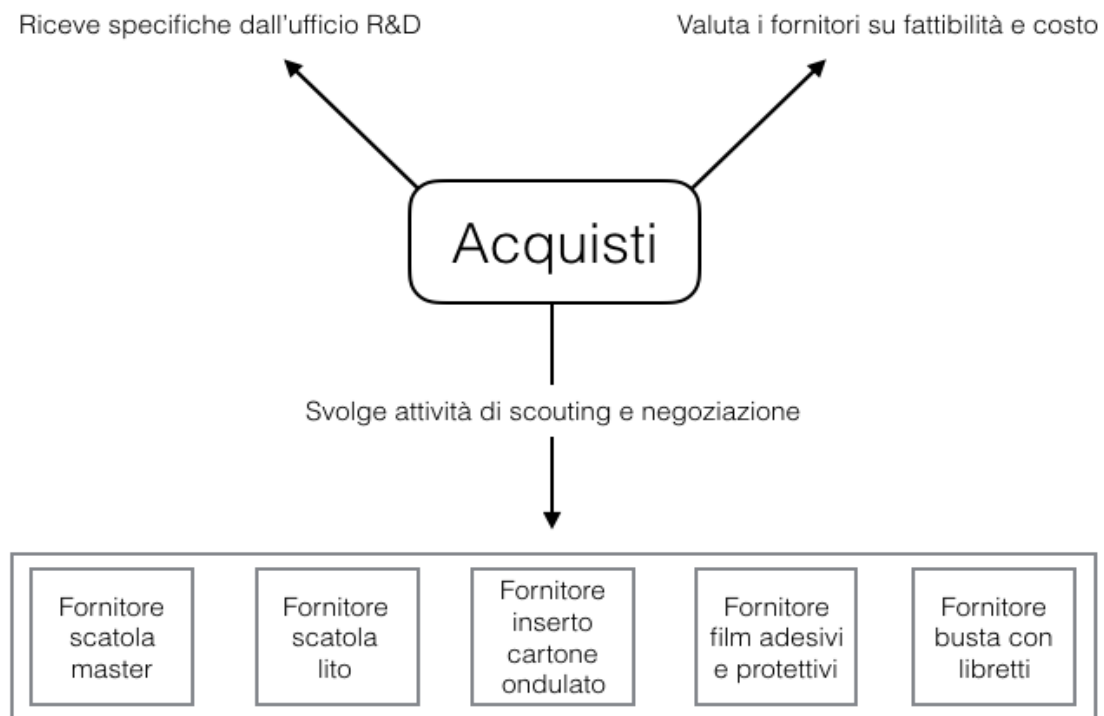 Riceve specifiche dall'ufficio R&D
Valuta i fornitori su fattibilità e costo
Acquisti
Svolge attività di scouting e negoziazione
Fornitore
scatola
master
Fornitore
scatola
lito
Fornitore
inserto
cartone
ondulato
Fornitore
film adesivi
e protettivi
Fornitore
busta con
libretti